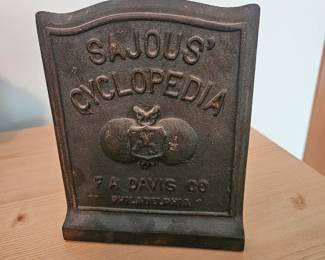 SAJOUS'
CYCLOPEDIA
F A DAVIS CO
PHILADELPHIA